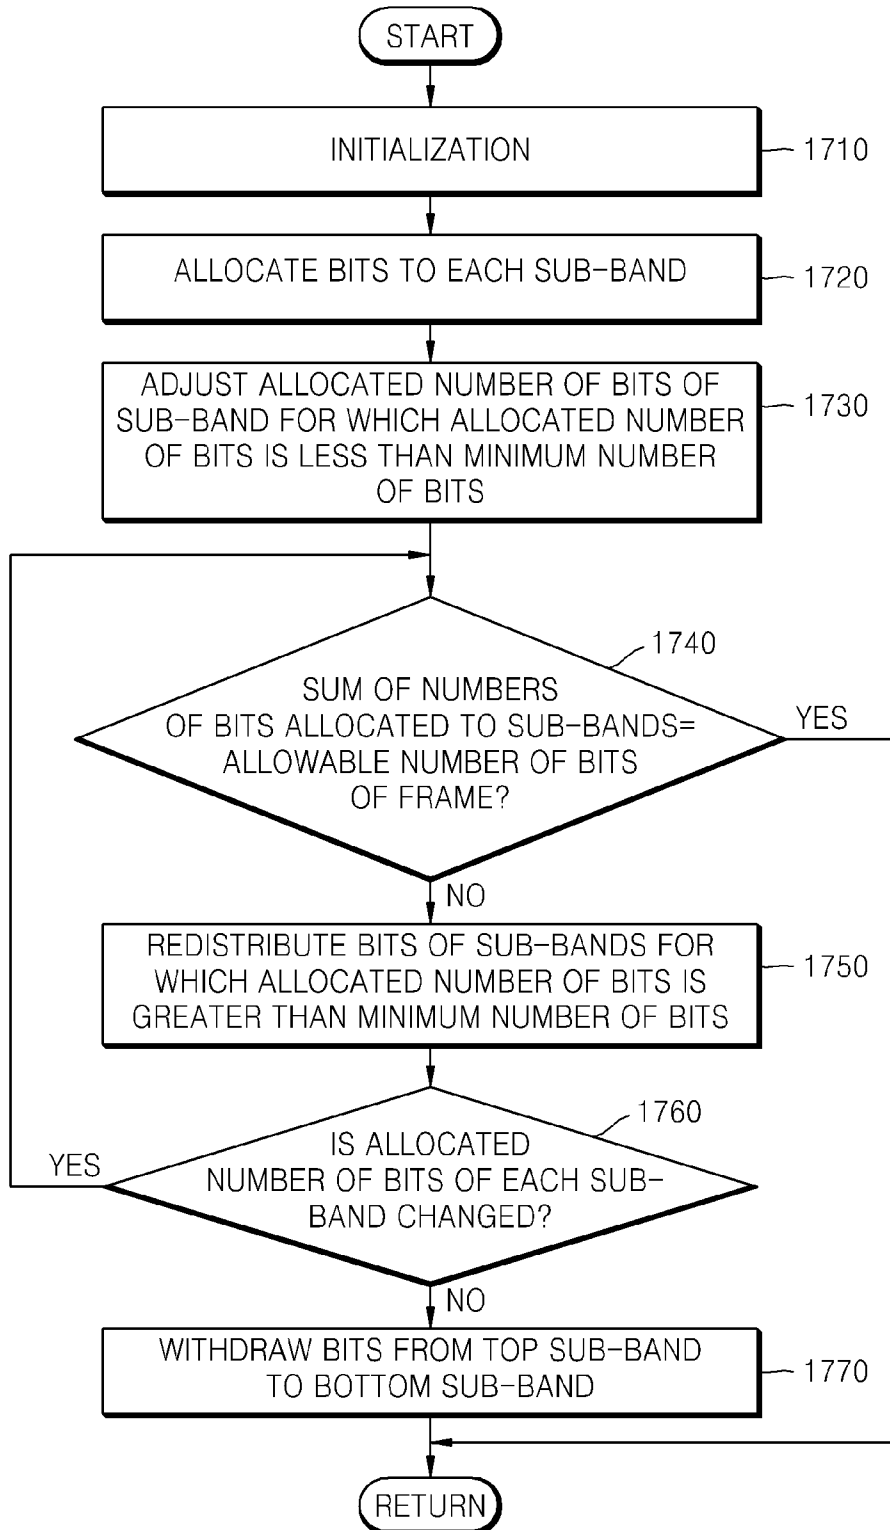 START
INITIALIZATION
1710
ALLOCATE BITS TO EACH SUB-BAND
1720
ADJUST ALLOCATED NUMBER OF BITS OF
SUB-BAND FOR WHICH ALLOCATED NUMBER
OF BITS IS LESS THAN MINIMUM NUMBER
OF BITS
1730
1740
SUM OF NUMBERS
OF BITS ALLOCATED TO SUB-BANDS=
ALLOWABLE NUMBER OF BITS
OF FRAME?
YES
NO
REDISTRIBUTE BITS OF SUB-BANDS FOR
WHICH ALLOCATED NUMBER OF BITS IS
GREATER THAN MINIMUM NUMBER OF BITS
1750
1760
IS ALLOCATED
NUMBER OF BITS OF EACH SUB-
BAND CHANGED?
YES
NO
WITHDRAW BITS FROM TOP SUB-BAND
TO BOTTOM SUB-BAND
1770
RETURN